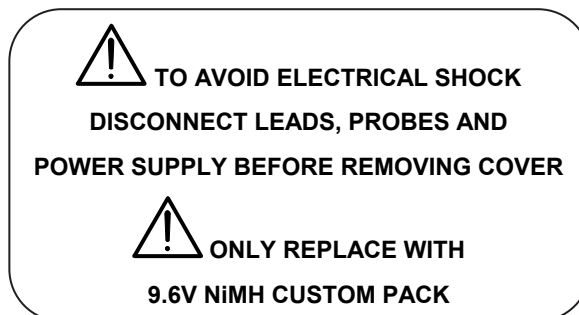 TO AVOID ELECTRICAL SHOCK
DISCONNECT LEADS, PROBES AND
POWER SUPPLY BEFORE REMOVING COVER
ONLY REPLACE WITH
9.6V NiMH CUSTOM PACK